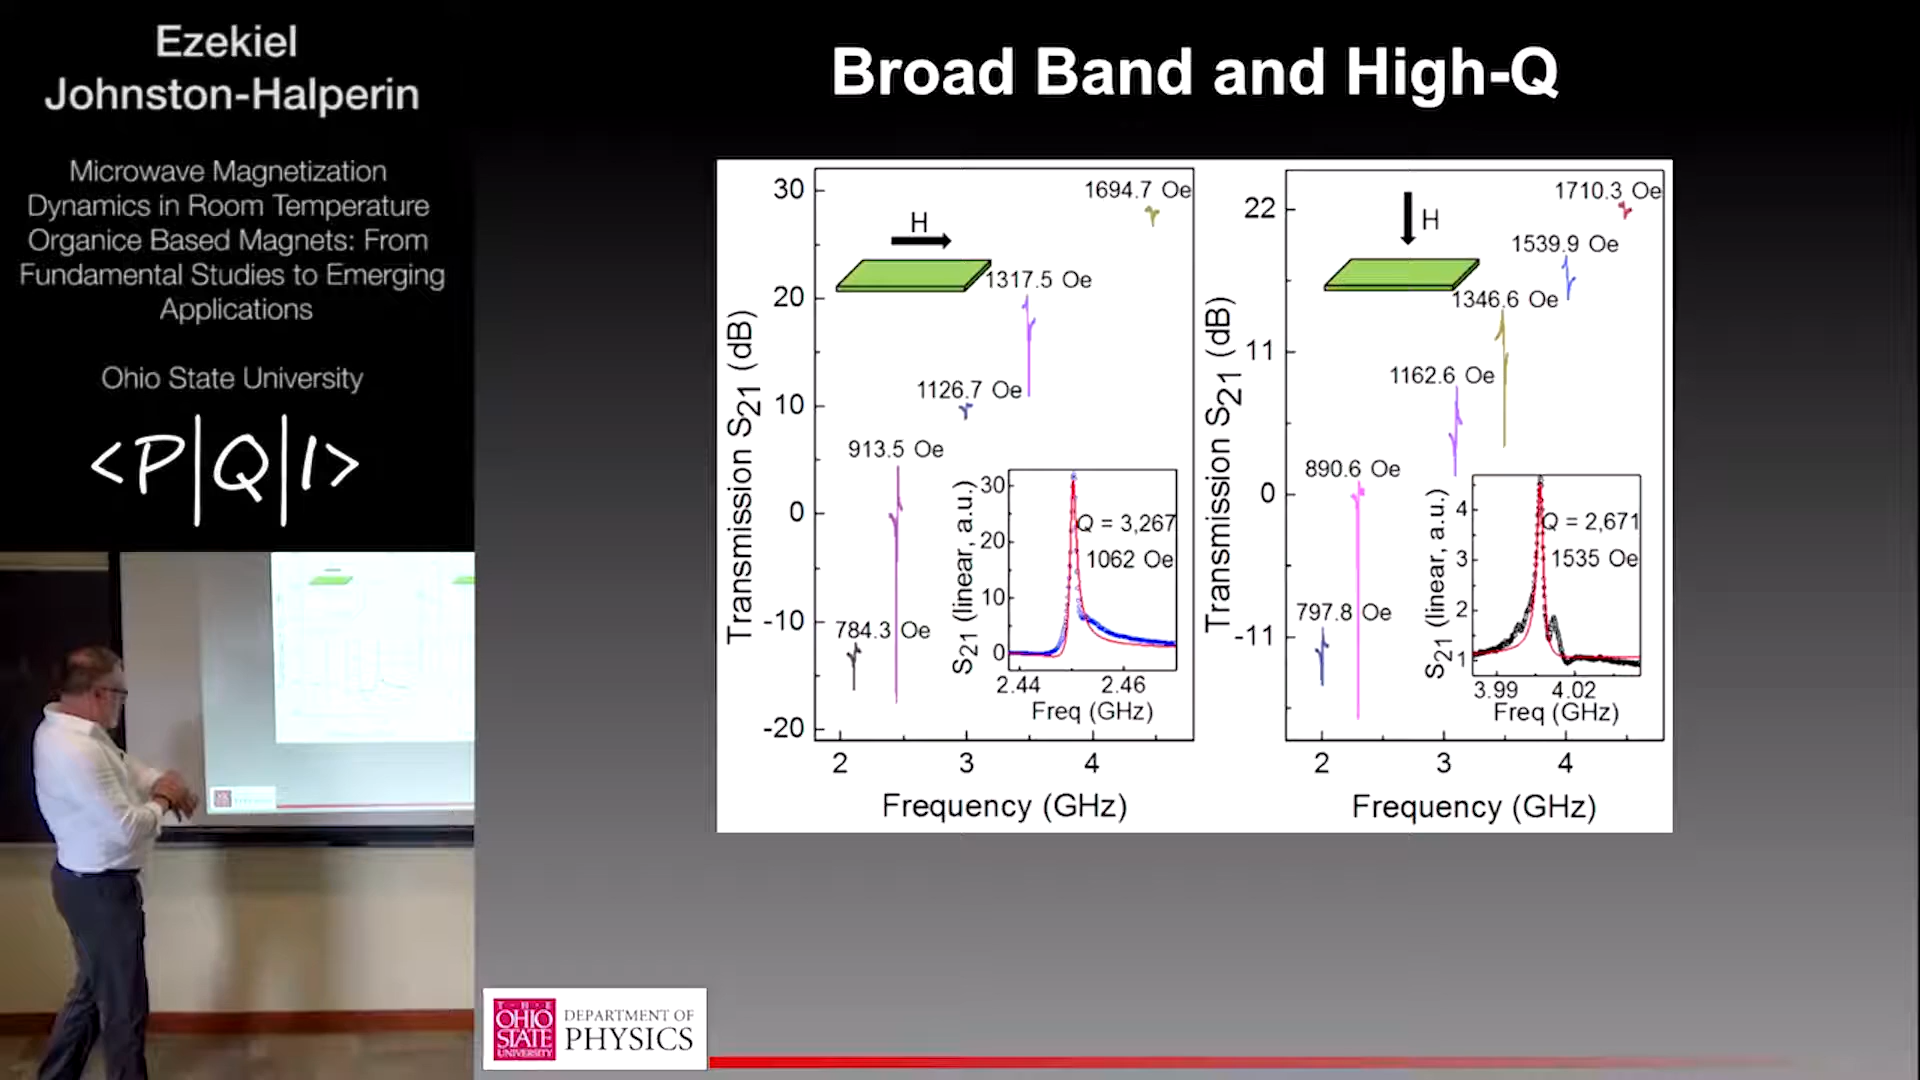 Ezekiel
Johnston-Halperin
Microwave Magnetization
Dynamics in Room Temperature
Organice Based Magnets: From
Fundamental Studies to Emerging
Applications
Ohio State University
<P|Q|I>
Broad Band and High-Q
Transmission S21 (dB)
30
20
10
0
-10
-20
H
1694.7 Oe
1317.5 Oe
1126.7 Oe
913.5 Oe
784.3 Oe
S21 (linear, a.u.)
30
20
10
0
Q = 3,267
1062 Oe
2.44 2.46
Freq (GHz)
2 3 4
Frequency (GHz)
Transmission S21 (dB)
22
11
0
-11
H
1710.3 Oe
1539.9 Oe
1346.6 Oe
1162.6 Oe
890.6 Oe
797.8 Oe
S21 (linear, a.u.)
4
3
2
1
Q = 2,671
1535 Oe
3.99 4.02
Freq (GHz)
2 3 4
Frequency (GHz)
THE
OHIO
STATE
UNIVERSITY
DEPARTMENT OF
PHYSICS